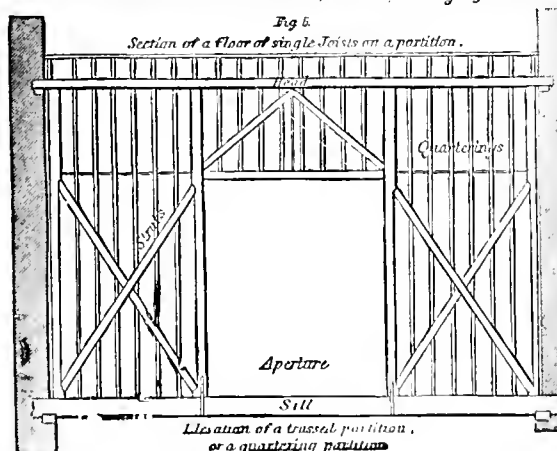 Fig 6.
Section of a floor of single Joists on a partition.
Head
Quarterings
Struts
Aperture
Sill
Elevation of a trussed partition,
or a quartering partition